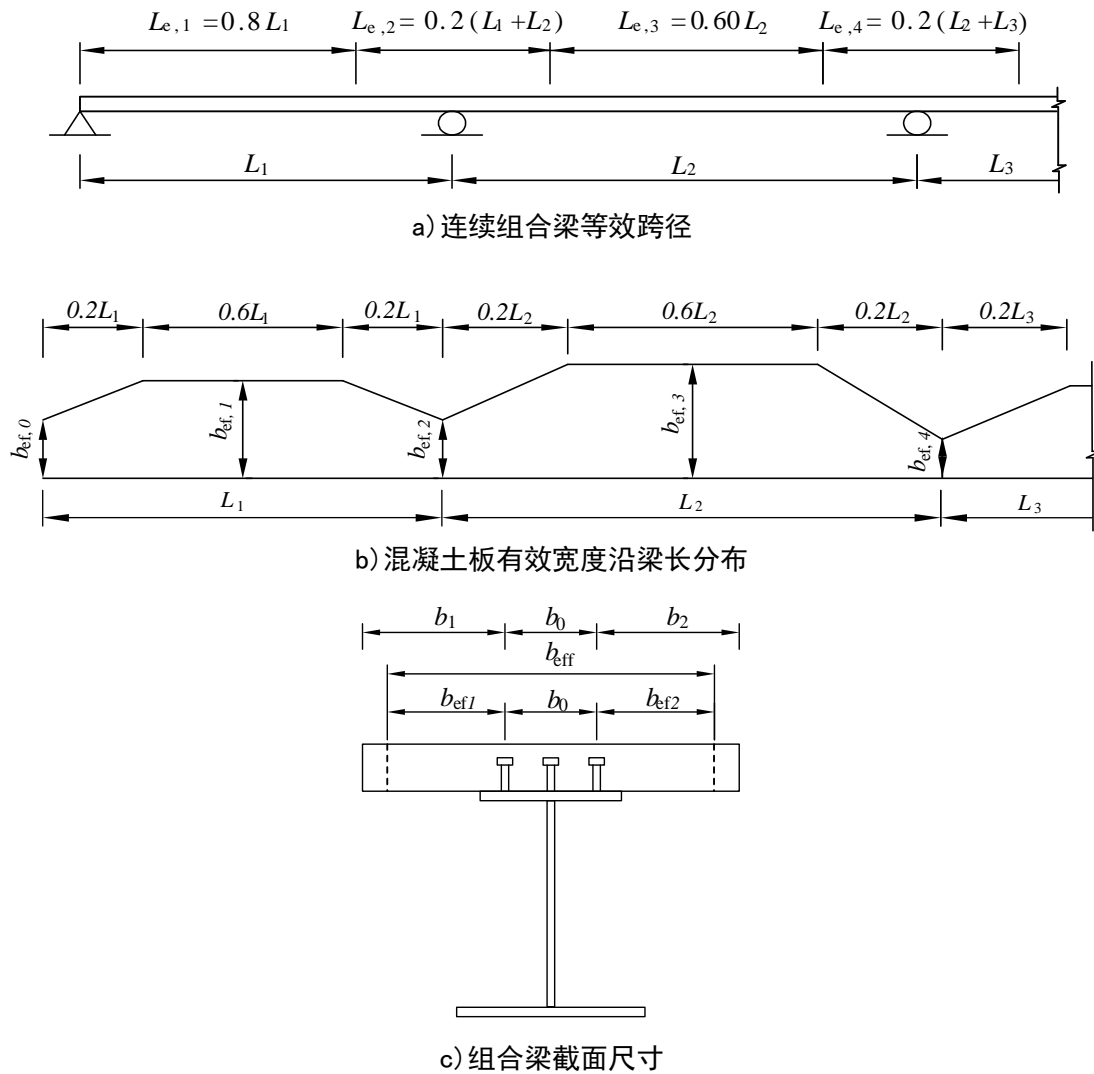 Le,1 =0.8L1 Le,2=0.2(L1+L2) Le,3 =0.60L2 Le,4=0.2(L2+L3)
L1 L2 L3
a)连续组合梁等效跨径
0.2L1 0.6L1 0.2L1 0.2L2 0.6L2 0.2L2 0.2L3
bef,0 bef,1 bef,2 bef,3 bef,4
L1 L2 L3
b)混凝土板有效宽度沿梁长分布
b1 b0 b2
beff
bef1 b0 bef2
c)组合梁截面尺寸